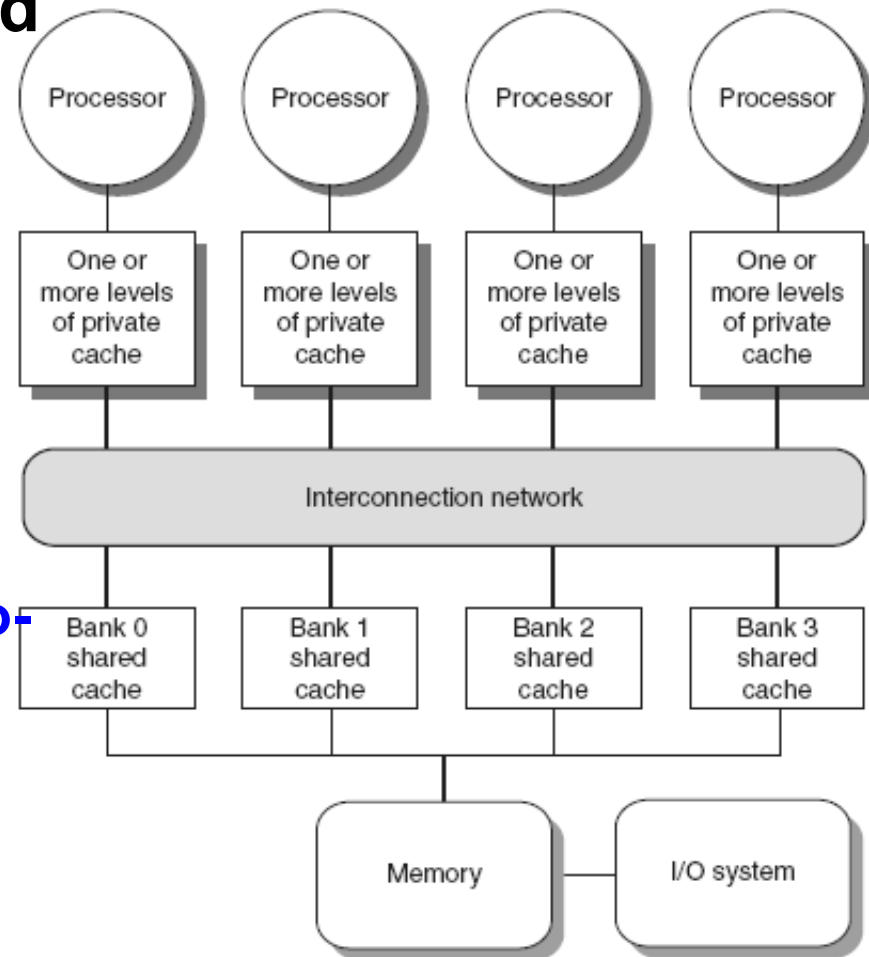 d
Processor
Processor
Processor
Processor
One or
more levels
of private
cache
One or
more levels
of private
cache
One or
more levels
of private
cache
One or
more levels
of private
cache
Interconnection network
Bank 0
shared
cache
Bank 1
shared
cache
Bank 2
shared
cache
Bank 3
shared
cache
Memory
I/O system